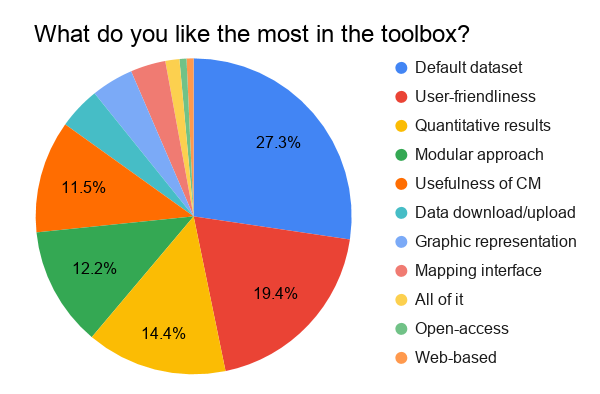 What do you like the most in the toolbox?
Default dataset
User-friendliness
Quantitative results
Modular approach
Usefulness of CM
Data download/upload
Graphic representation
Mapping interface
All of it
Open-access
Web-based
27.3%
19.4%
14.4%
12.2%
11.5%